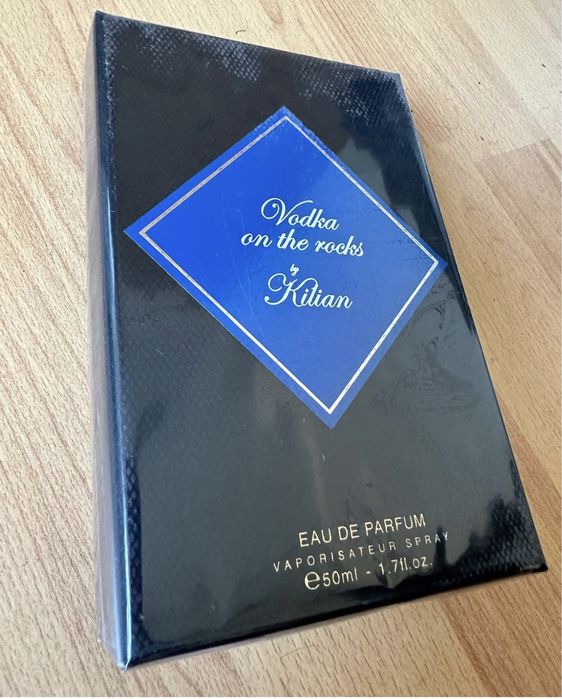 Vodka
on the rocks
by
Kilian
EAU DE PARFUM
VAPORISATEUR SPRAY
℮50ml - 1.7fl.oz.